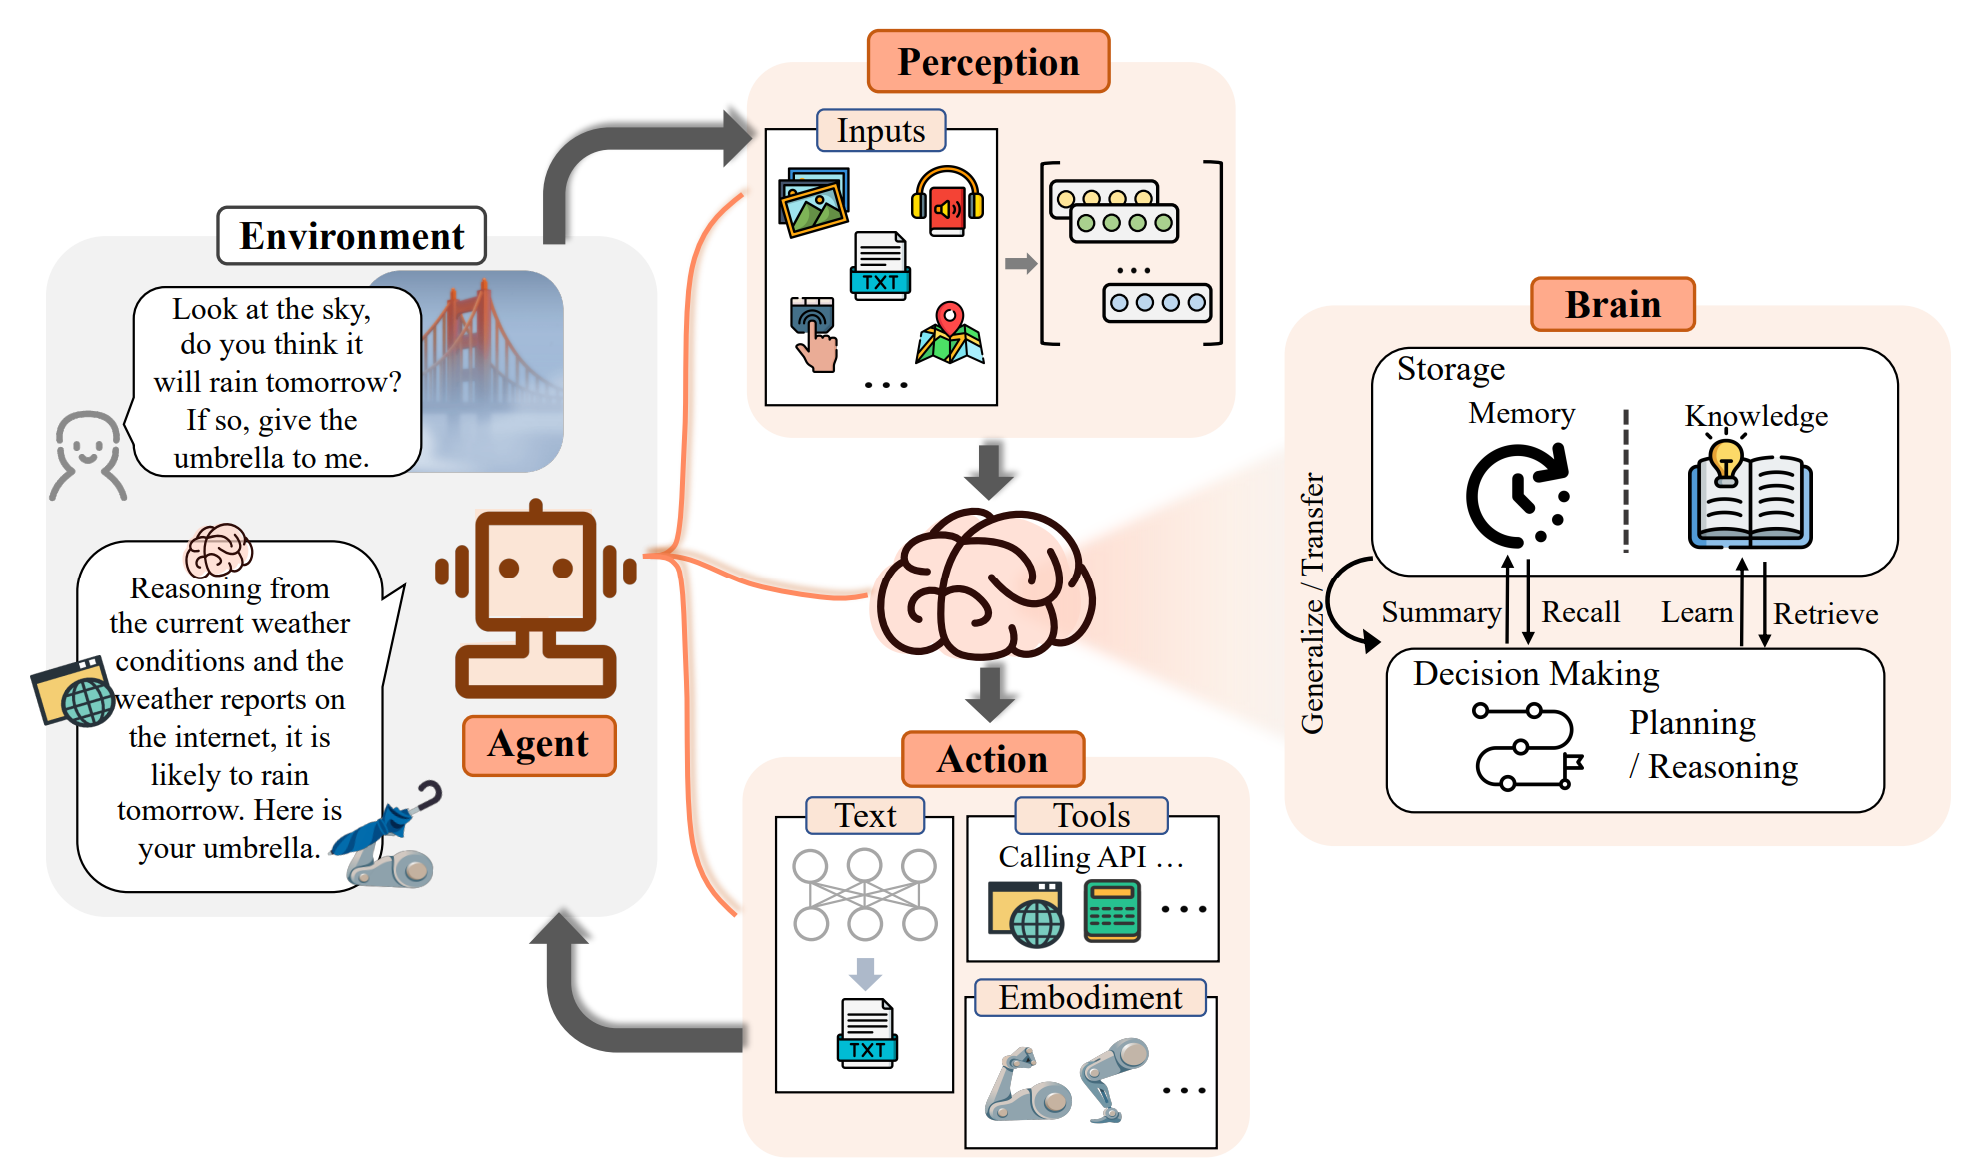 Perception
Inputs
TXT
...
...
Environment
Look at the sky,
do you think it
will rain tomorrow?
If so, give the
umbrella to me.
Reasoning from
the current weather
conditions and the
weather reports on
the internet, it is
likely to rain
tomorrow. Here is
your umbrella.
Agent
Brain
Storage
Memory
Knowledge
Generalize / Transfer
Summary
Recall
Learn
Retrieve
Decision Making
Planning
/ Reasoning
Action
Text
TXT
Tools
Calling API ...
...
Embodiment
...